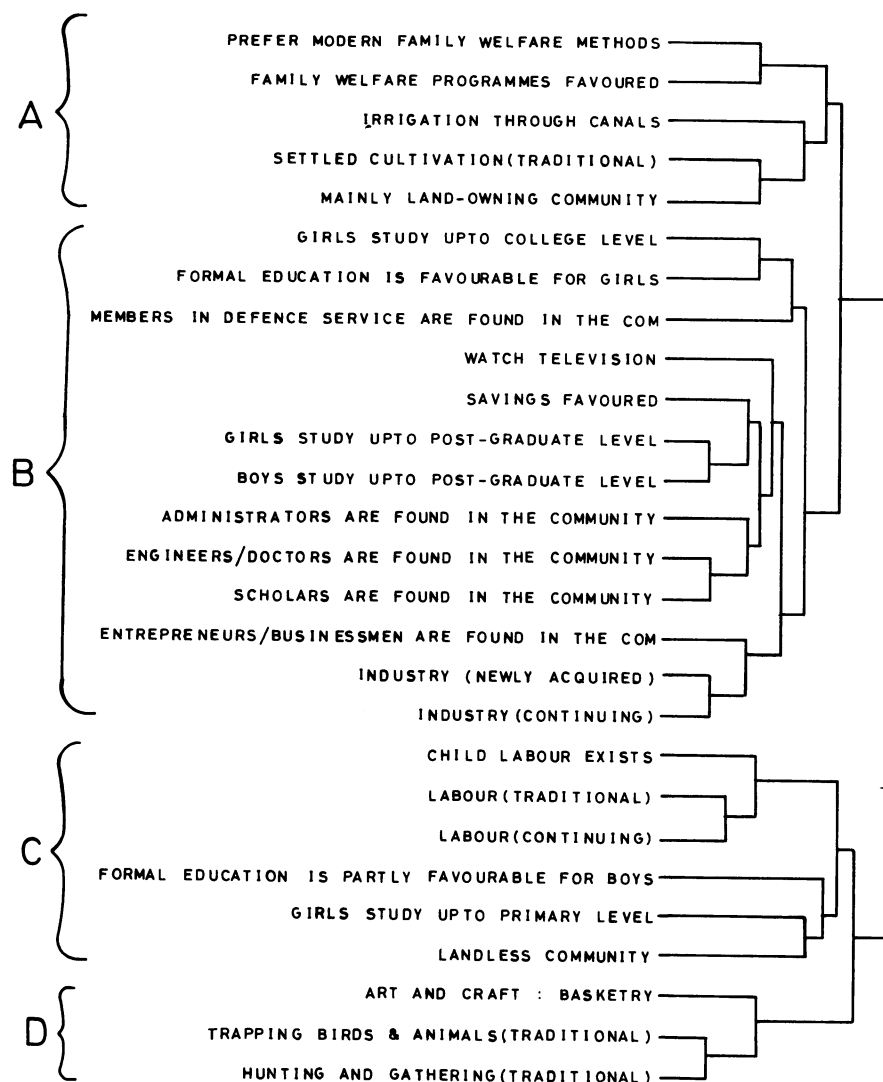 PREFER MODERN FAMILY WELFARE METHODS
FAMILY WELFARE PROGRAMMES FAVOURED
A
IRRIGATION THROUGH CANALS
SETTLED CULTIVATION(TRADITIONAL)
MAINLY LAND-OWNING COMMUNITY
GIRLS STUDY UPTO COLLEGE LEVEL
FORMAL EDUCATION IS FAVOURABLE FOR GIRLS
MEMBERS IN DEFENCE SERVICE ARE FOUND IN THE COM
WATCH TELEVISION
SAVINGS FAVOURED
GIRLS STUDY UPTO POST-GRADUATE LEVEL
B
BOYS STUDY UPTO POST-GRADUATE LEVEL
ADMINISTRATORS ARE FOUND IN THE COMMUNITY
ENGINEERS/DOCTORS ARE FOUND IN THE COMMUNITY
SCHOLARS ARE FOUND IN THE COMMUNITY
ENTREPRENEURS/BUSINESSMEN ARE FOUND IN THE COM
INDUSTRY (NEWLY ACQUIRED)
INDUSTRY(CONTINUING)
CHILD LABOUR EXISTS
LABOUR(TRADITIONAL)
LABOUR(CONTINUING)
C
FORMAL EDUCATION IS PARTLY FAVOURABLE FOR BOYS
GIRLS STUDY UPTO PRIMARY LEVEL
LANDLESS COMMUNITY
ART AND CRAFT : BASKETRY
D
TRAPPING BIRDS & ANIMALS(TRADITIONAL)
HUNTING AND GATHERING(TRADITIONAL)